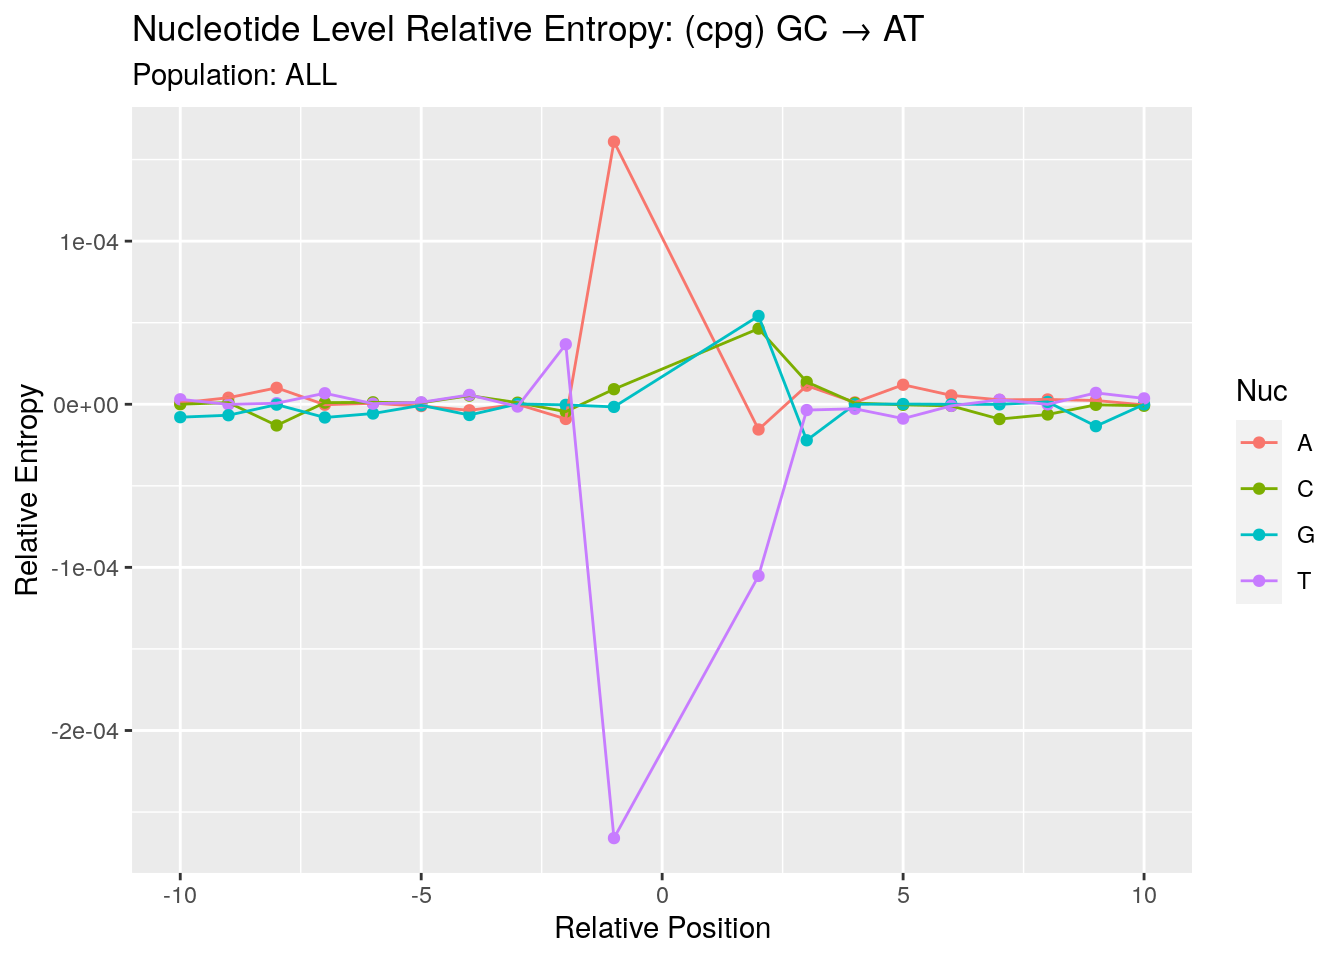 Nucleotide Level Relative Entropy: (cpg) GC → AT
Population: ALL
1e-04
0e+00
-1e-04
-2e-04
Relative Entropy
-10
-5
0
5
10
Relative Position
Nuc
A
C
G
T